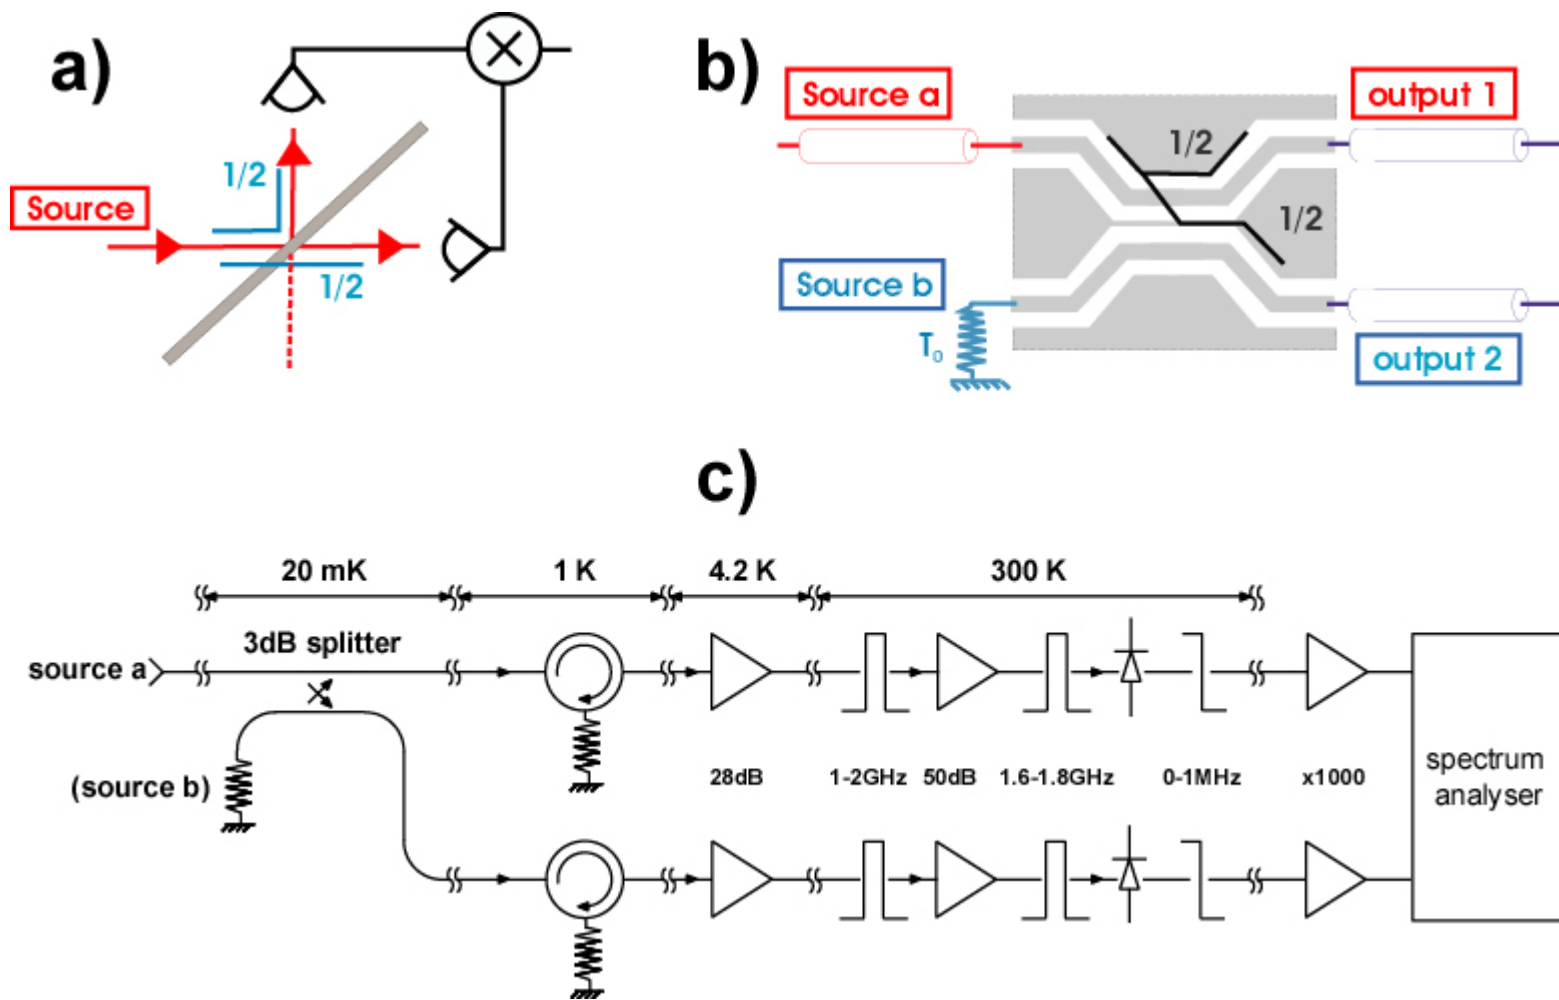 a)
1/2
Source
1/2
b)
Source a
output 1
1/2
1/2
Source b
T₀
output 2
c)
20 mK
1 K
4.2 K
300 K
3dB splitter
source a
(source b)
28dB
1-2GHz
50dB
1.6-1.8GHz
0-1MHz
x1000
spectrum
analyser